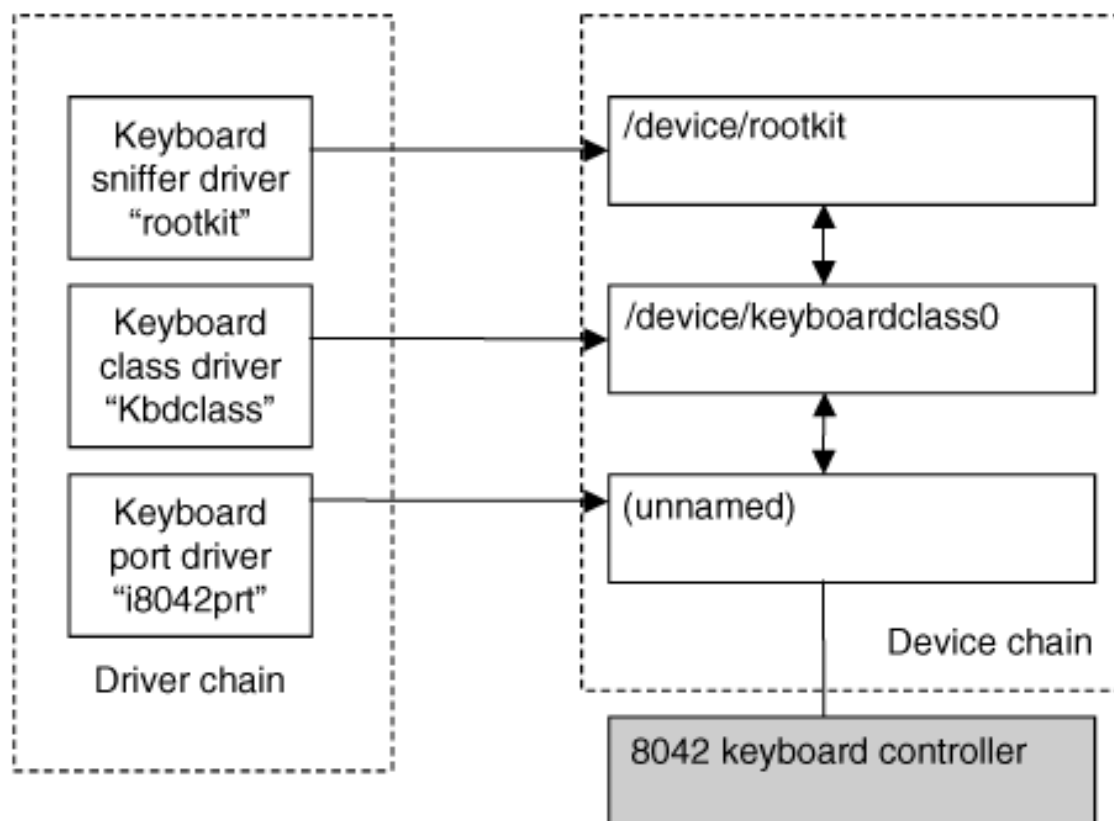 Keyboard
sniffer driver
“rootkit”
Keyboard
class driver
“Kbdclass”
Keyboard
port driver
“i8042prt”
Driver chain
/device/rootkit
/device/keyboardclass0
(unnamed)
Device chain
8042 keyboard controller